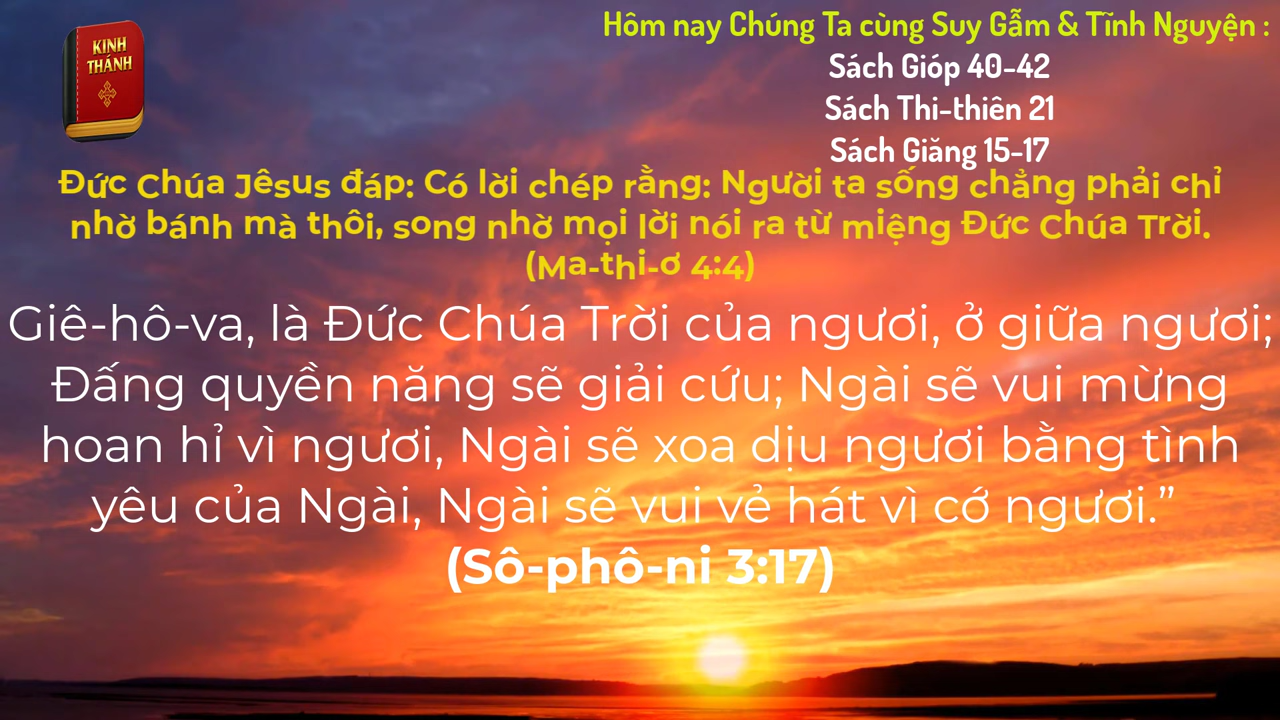 KINH
THÁNH
Hôm nay Chúng Ta cùng Suy Gẫm & Tĩnh Nguyện :
Sách Gióp 40-42
Sách Thi-thiên 21
Sách Giăng 15-17
Đức Chúa Jêsus đáp: Có lời chép rằng: Người ta sống chẳng phải chỉ
nhờ bánh mà thôi, song nhờ mọi lời nói ra từ miệng Đức Chúa Trời.
(Ma-thi-ơ 4:4)
Giê-hô-va, là Đức Chúa Trời của ngươi, ở giữa ngươi;
Đấng quyền năng sẽ giải cứu; Ngài sẽ vui mừng
hoan hỉ vì ngươi, Ngài sẽ xoa dịu ngươi bằng tình
yêu của Ngài, Ngài sẽ vui vẻ hát vì cớ ngươi.”
(Sô-phô-ni 3:17)